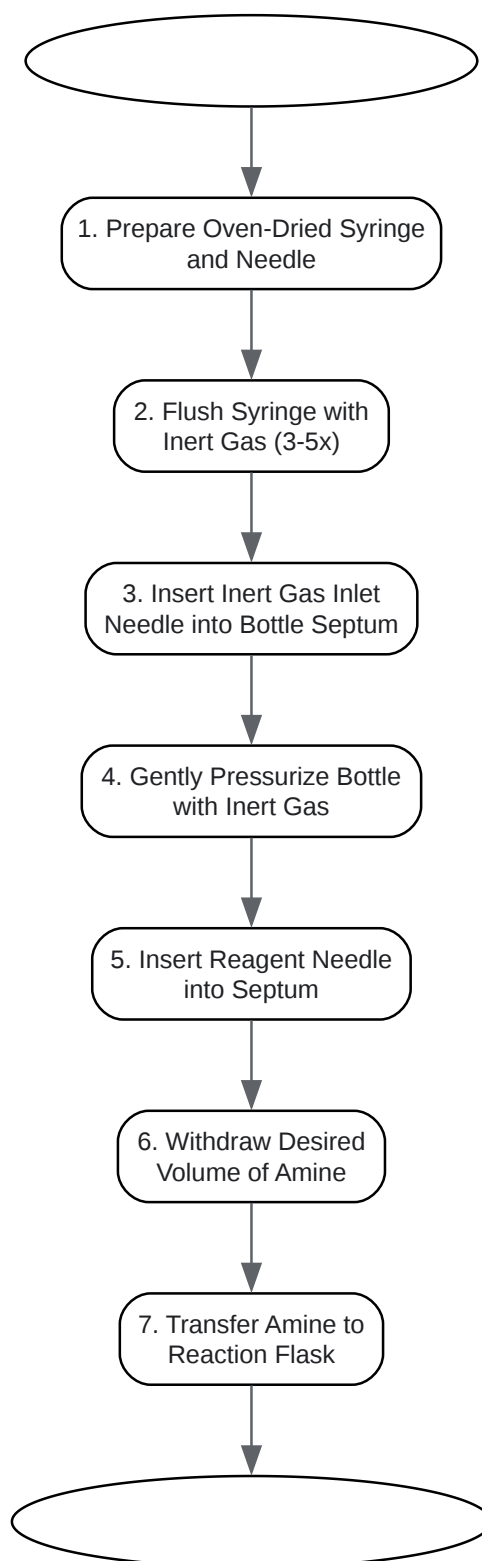 1. Prepare Oven-Dried Syringe
and Needle
2. Flush Syringe with
Inert Gas (3-5x)
3. Insert Inert Gas Inlet
Needle into Bottle Septum
4. Gently Pressurize Bottle
with Inert Gas
5. Insert Reagent Needle
into Septum
6. Withdraw Desired
Volume of Amine
7. Transfer Amine to
Reaction Flask